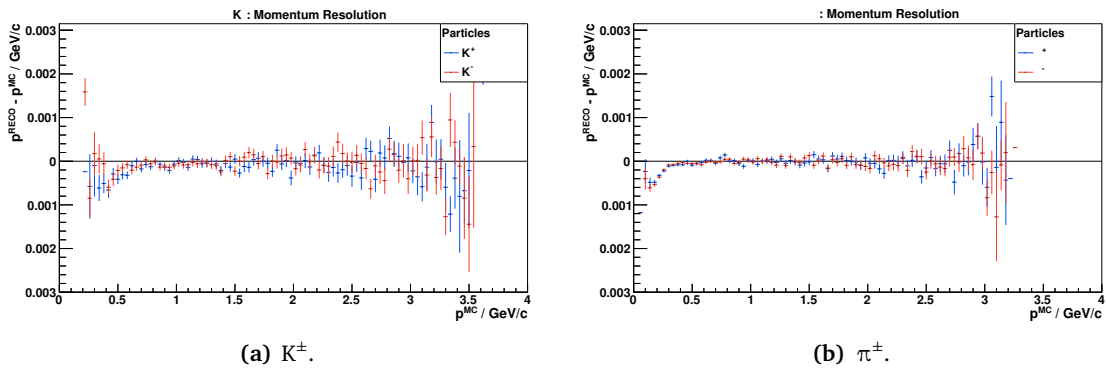 K : Momentum Resolution
p^RECO - p^MC / GeV/c
0.003
0.002
0.001
0
0.001
0.002
0.003
0 0.5 1 1.5 2 2.5 3 3.5 4
p^MC / GeV/c
Particles
K^+
K^-
(a) K^±.
: Momentum Resolution
p^RECO - p^MC / GeV/c
0.003
0.002
0.001
0
0.001
0.002
0.003
0 0.5 1 1.5 2 2.5 3 3.5 4
p^MC / GeV/c
Particles
+
-
(b) π^±.